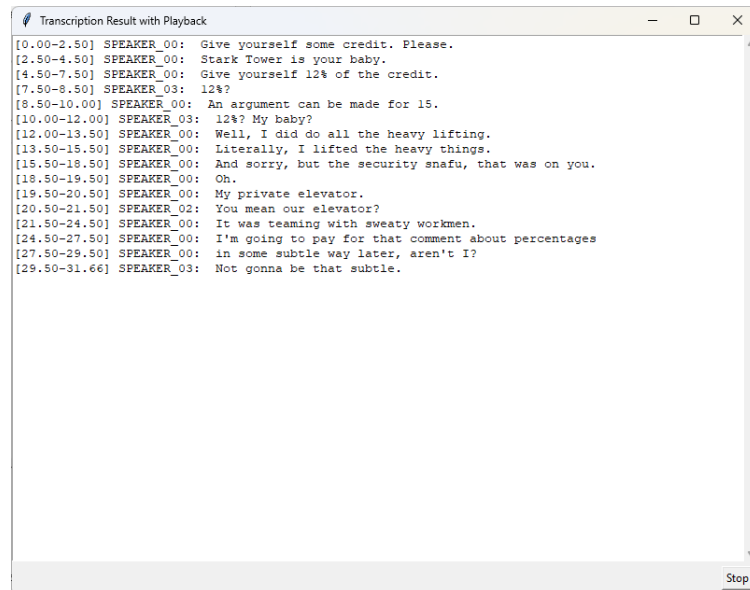 Transcription Result with Playback
[0.00-2.50] SPEAKER_00:  Give yourself some credit. Please.
[2.50-4.50] SPEAKER_00:  Stark Tower is your baby.
[4.50-7.50] SPEAKER_00:  Give yourself 12% of the credit.
[7.50-8.50] SPEAKER_03:  12%?
[8.50-10.00] SPEAKER_00:  An argument can be made for 15.
[10.00-12.00] SPEAKER_03:  12%? My baby?
[12.00-13.50] SPEAKER_00:  Well, I did do all the heavy lifting.
[13.50-15.50] SPEAKER_00:  Literally, I lifted the heavy things.
[15.50-18.50] SPEAKER_00:  And sorry, but the security snafu, that was on you.
[18.50-19.50] SPEAKER_00:  Oh.
[19.50-20.50] SPEAKER_00:  My private elevator.
[20.50-21.50] SPEAKER_02:  You mean our elevator?
[21.50-24.50] SPEAKER_00:  It was teaming with sweaty workmen.
[24.50-27.50] SPEAKER_00:  I'm going to pay for that comment about percentages
[27.50-29.50] SPEAKER_00:  in some subtle way later, aren't I?
[29.50-31.66] SPEAKER_03:  Not gonna be that subtle.
Stop